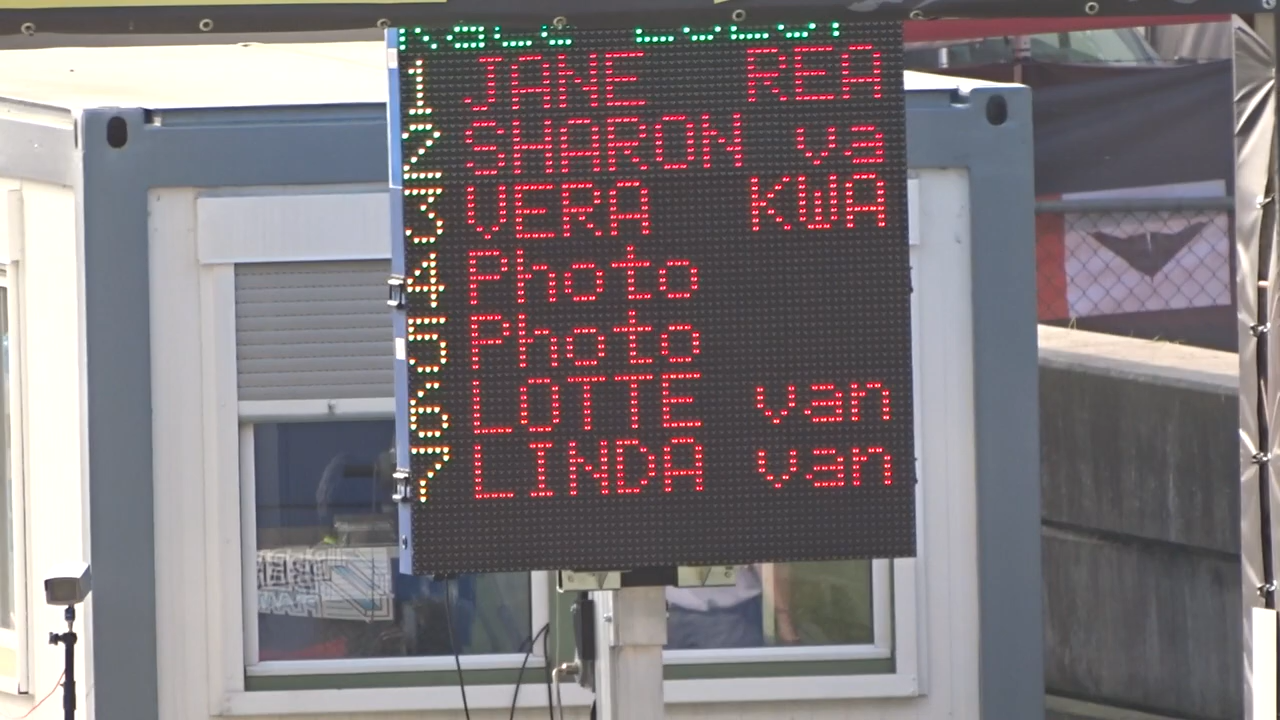 1 JANE REA
2 SHARON va
3 VERA KWA
4 Photo
5 Photo
6 LOTTE van
7 LINDA van